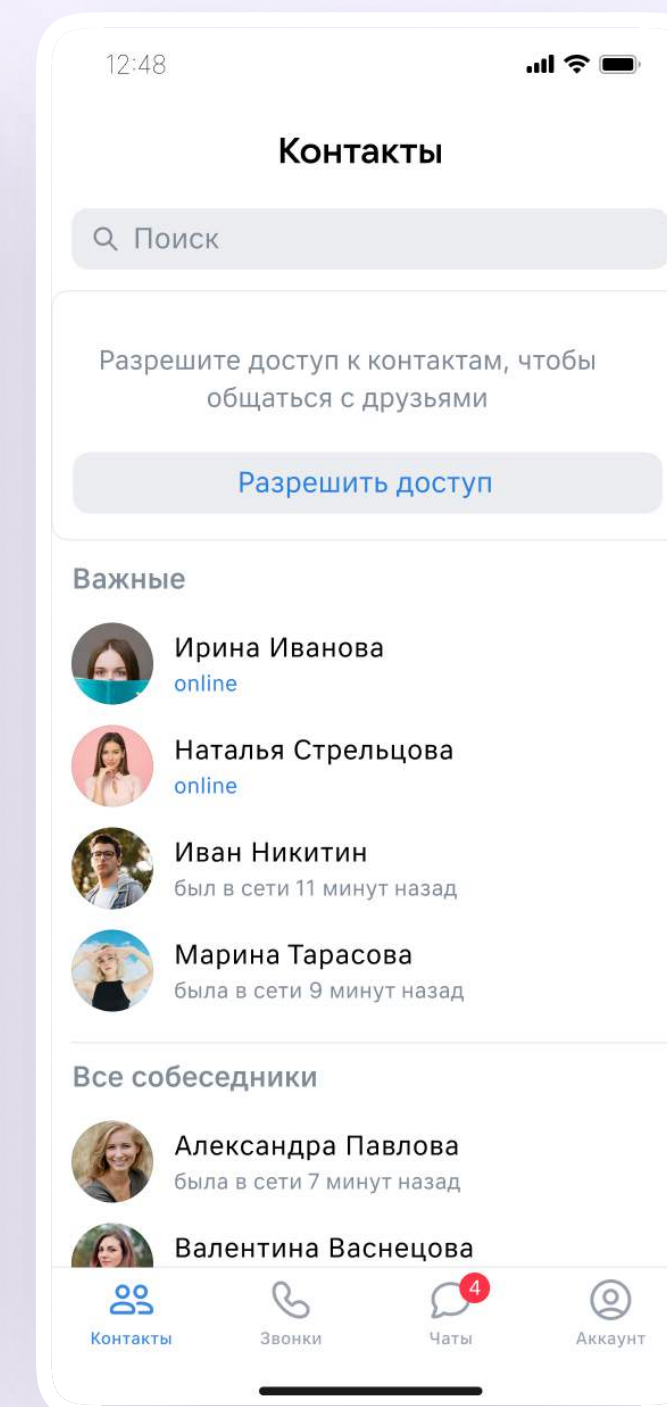 12:48
Контакты
Поиск
Разрешите доступ к контактам, чтобы
общаться с друзьями
Разрешить доступ
Важные
Ирина Иванова
online
Наталья Стрельцова
online
Иван Никитин
был в сети 11 минут назад
Марина Тарасова
была в сети 9 минут назад
Все собеседники
Александра Павлова
была в сети 7 минут назад
Валентина Васнецова
4
Контакты Звонки Чаты Аккаунт